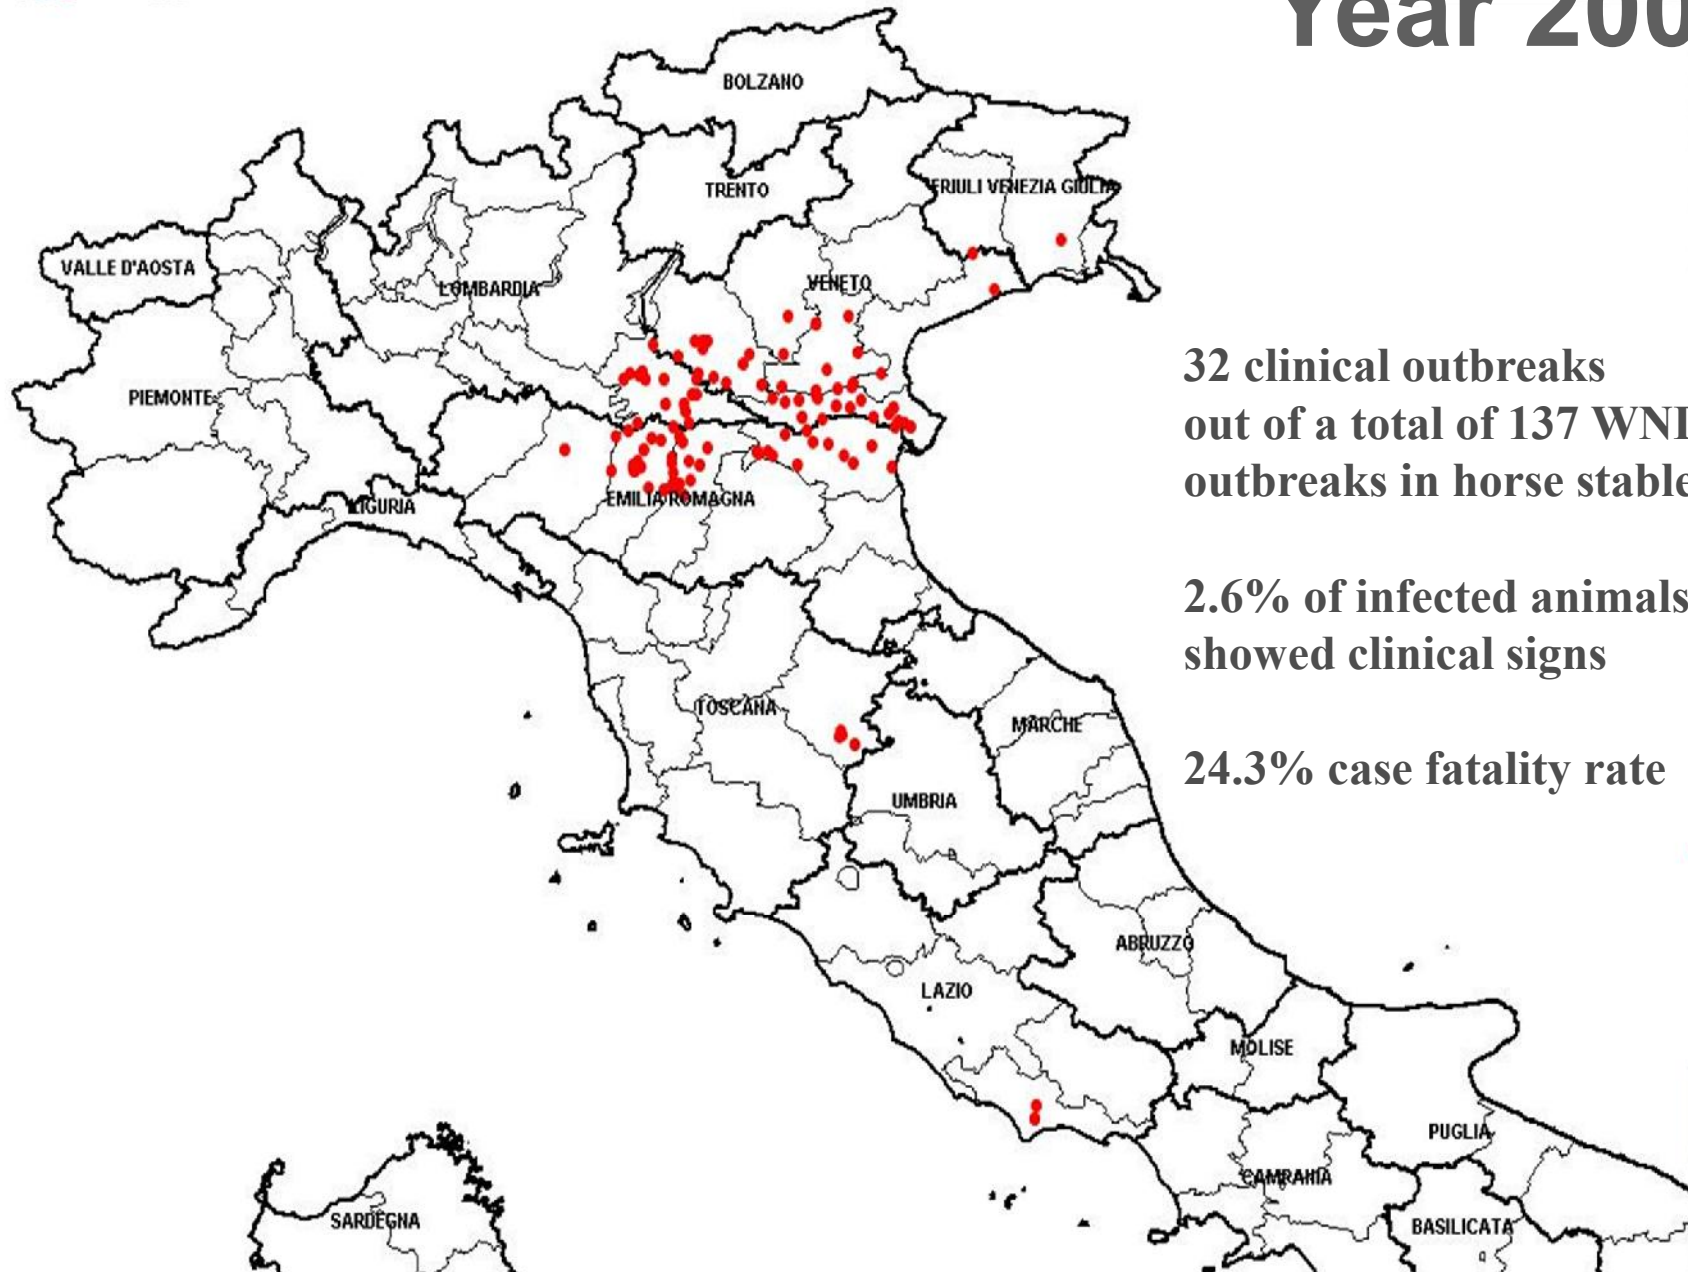 Year 200
BOLZANO
TRENTO
FRIULI VENEZIA GIULIA
VALLE D'AOSTA
LOMBARDIA
VENETO
PIEMONTE
LIGURIA
EMILIA ROMAGNA
32 clinical outbreaks
out of a total of 137 WND
outbreaks in horse stable
2.6% of infected animals
showed clinical signs
24.3% case fatality rate
TOSCANA
MARCHE
UMBRIA
ABRUZZO
LAZIO
MOLISE
PUGLIA
CAMPANIA
SARDEGNA
BASILICATA